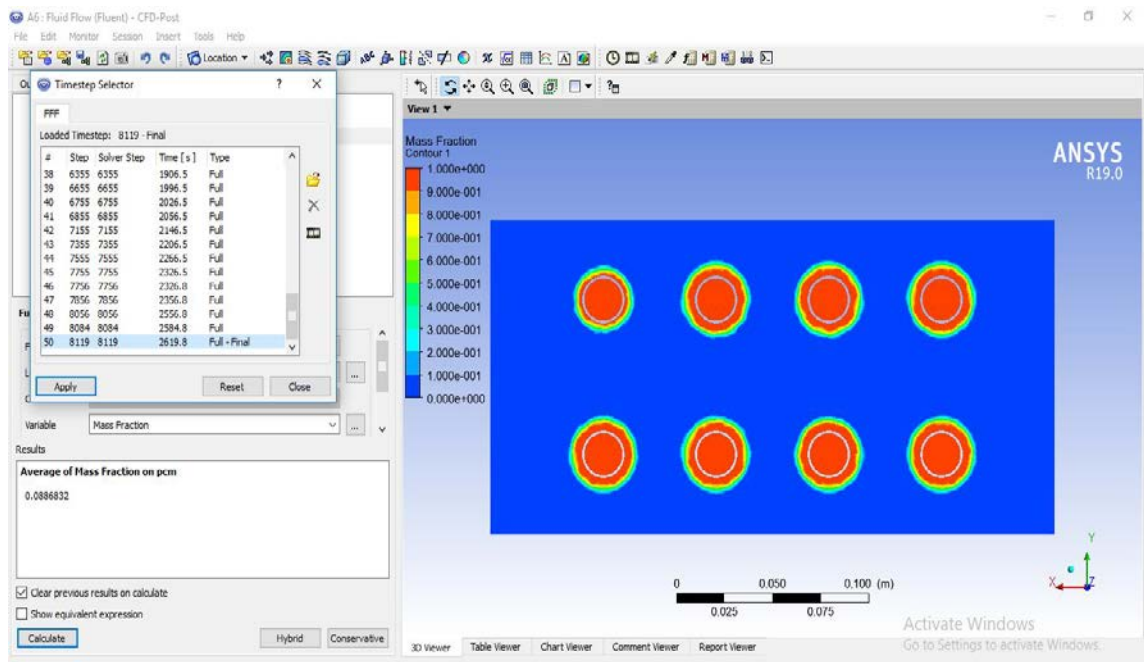 A6 : Fluid Flow (Fluent) - CFD-Post
File Edit Monitor Session Insert Tools Help
Location
Timestep Selector ? X
FFF
Loaded Timestep: 8119 - Final
# Step Solver Step Time [ s ] Type
38 6355 6355 1906.5 Full
39 6655 6655 1996.5 Full
40 6755 6755 2026.5 Full
41 6855 6855 2056.5 Full
42 7155 7155 2146.5 Full
43 7355 7355 2206.5 Full
44 7555 7555 2266.5 Full
45 7755 7755 2326.5 Full
46 7756 7756 2326.8 Full
47 7856 7856 2356.8 Full
48 8056 8056 2556.8 Full
49 8084 8084 2584.8 Full
50 8119 8119 2619.8 Full - Final
Apply Reset Close
Variable Mass Fraction ...
Results
Average of Mass Fraction on pcm
0.0886832
Clear previous results on calculate
Show equivalent expression
Calculate Hybrid Conservative
View 1
Mass Fraction
Contour 1
1.000e+000
9.000e-001
8.000e-001
7.000e-001
6.000e-001
5.000e-001
4.000e-001
3.000e-001
2.000e-001
1.000e-001
0.000e+000
ANSYS
R19.0
0 0.050 0.100 (m)
0.025 0.075
Y
X Z
Activate Windows
Go to Settings to activate Windows.
3D Viewer Table Viewer Chart Viewer Comment Viewer Report Viewer